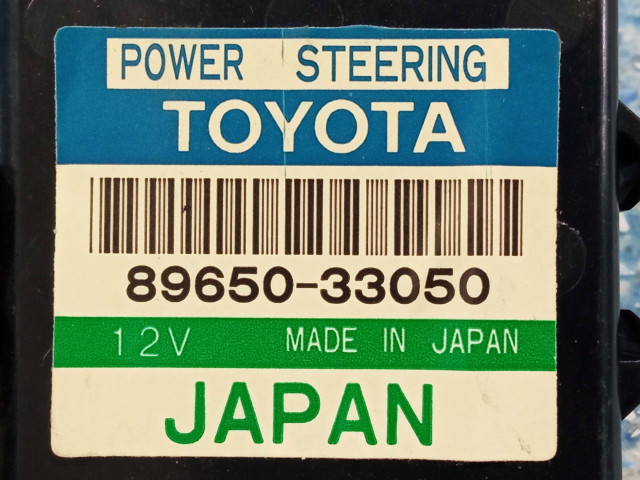 POWER STEERING
TOYOTA
89650-33050
12V MADE IN JAPAN
JAPAN